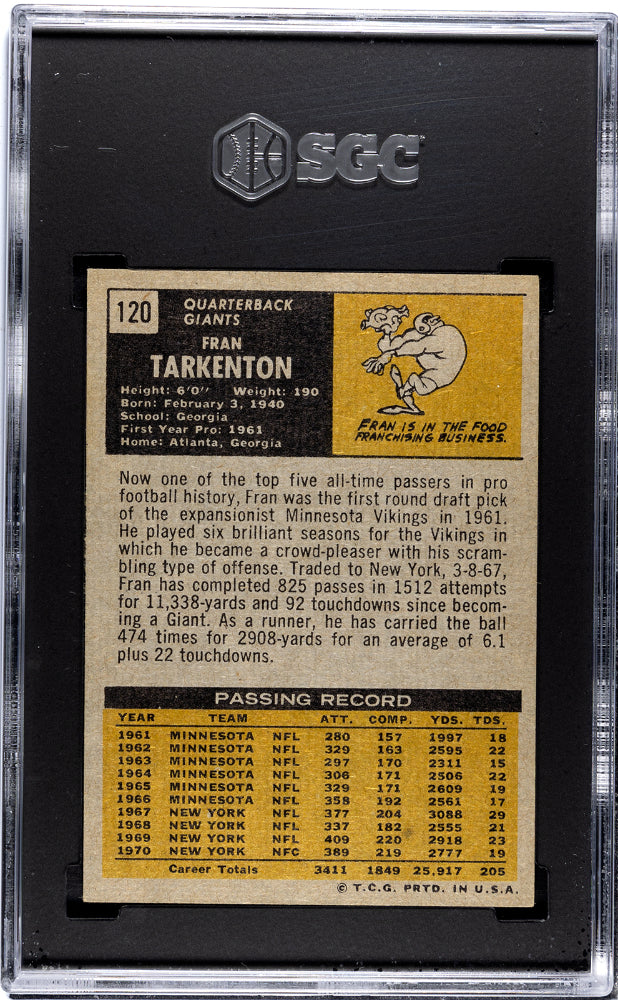 SGC
120
QUARTERBACK
GIANTS
FRAN
TARKENTON
Height: 6'0" Weight: 190
Born: February 3, 1940
School: Georgia
First Year Pro: 1961
Home: Atlanta, Georgia
FRAN IS IN THE FOOD
FRANCHISING BUSINESS.
Now one of the top five all-time passers in pro
football history, Fran was the first round draft pick
of the expansionist Minnesota Vikings in 1961.
He played six brilliant seasons for the Vikings in
which he became a crowd-pleaser with his scram-
bling type of offense. Traded to New York, 3-8-67,
Fran has completed 825 passes in 1512 attempts
for 11,338-yards and 92 touchdowns since becom-
ing a Giant. As a runner, he has carried the ball
474 times for 2908-yards for an average of 6.1
plus 22 touchdowns.
PASSING RECORD
YEAR TEAM ATT. COMP. YDS. TDS.
1961 MINNESOTA NFL 280 157 1997 18
1962 MINNESOTA NFL 329 163 2595 22
1963 MINNESOTA NFL 297 170 2311 15
1964 MINNESOTA NFL 306 171 2506 22
1965 MINNESOTA NFL 329 171 2609 19
1966 MINNESOTA NFL 358 192 2561 17
1967 NEW YORK NFL 377 204 3088 29
1968 NEW YORK NFL 337 182 2555 21
1969 NEW YORK NFL 409 220 2918 23
1970 NEW YORK NFC 389 219 2777 19
Career Totals 3411 1849 25,917 205
© T.C.G. PRTD. IN U.S.A.